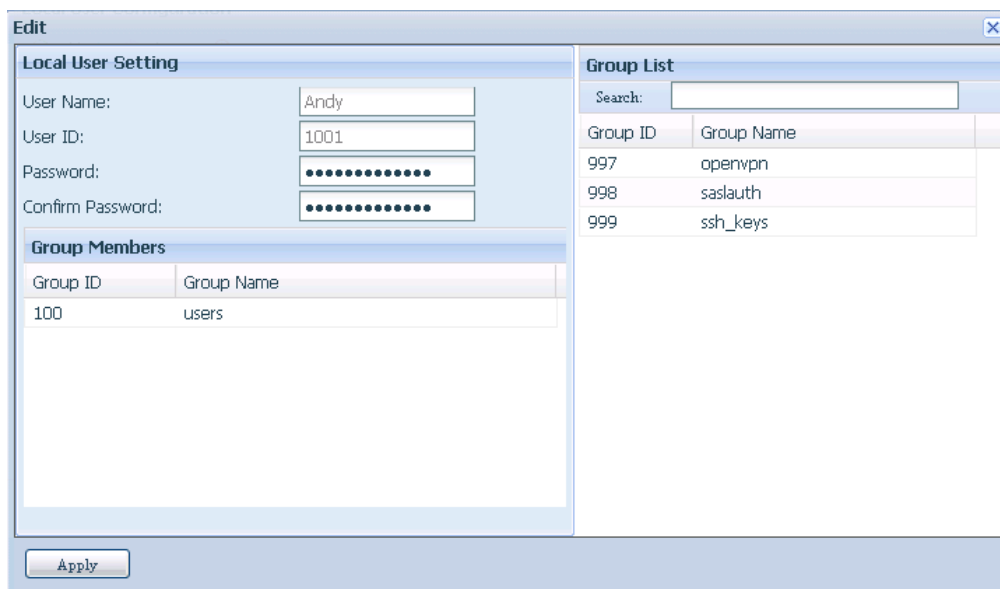 Edit
Local User Setting
User Name: Andy
User ID: 1001
Password: •••••••••••••
Confirm Password: •••••••••••••
Group Members
Group ID Group Name
100 users
Group List
Search:
Group ID Group Name
997 openvpn
998 saslauth
999 ssh_keys
Apply